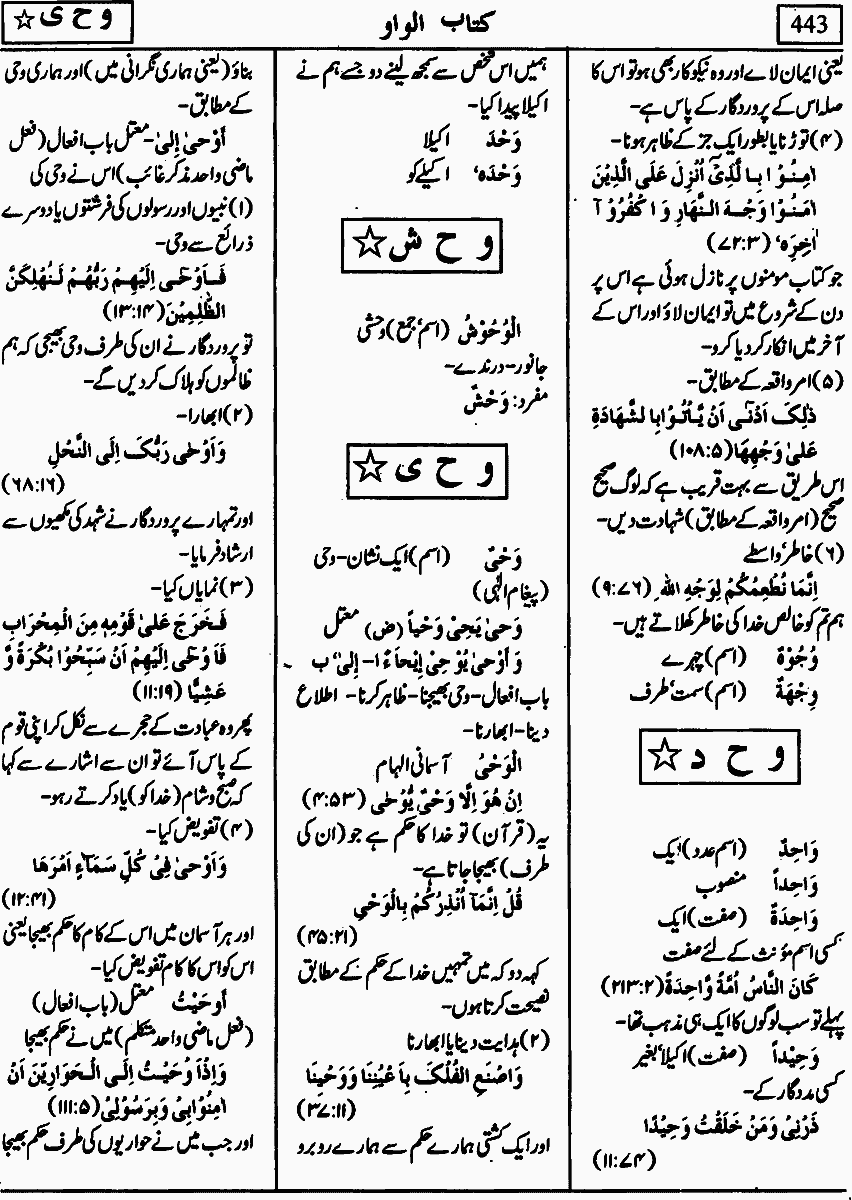 443
کتاب الواو
و ح ی ☆
یعنی ایمان لاے اور وہ نیکوکار بھی ہو تو اس کا
صلہ اس کے پروردگار کے پاس ہے۔
(۴) توڑنا یا بطور ایک جز کے ظاہر ہونا۔
اٰمِنُوْا بِالَّذِیْٓ اُنْزِلَ عَلَی الَّذِیْنَ
اٰمَنُوْا وَجْهَ النَّهَارِ وَاكْفُرُوْآ
اٰخِرَهٗ (۷۲:۳)
جو کتاب مومنوں پر نازل ہوئی ہے اس پر
دن کے شروع میں تو ایمان لاؤ اور اس کے
آخر میں انکار کر دیا کرو۔
(۵) امر واقعہ کے مطابق۔
ذٰلِكَ اَدْنٰٓی اَنْ یَّاْتُوْا بِالشَّهَادَةِ
عَلٰی وَجْهِهَا (۱۰۸:۵)
اس طریق سے بہت قریب ہے کہ لوگ صحیح
صحیح (امر واقعہ کے مطابق) شہادت دیں۔
(۶) خاطر، واسطے
اِنَّمَا نُطْعِمُكُمْ لِوَجْهِ اللّٰهِ (۹:۷۶)
ہم تم کو خالص خدا کی خاطر کھلاتے ہیں۔
وُجُوْهٌ (اسم) چہرے
وِجْهَةٌ (اسم) سمت، طرف
و ح د ☆
وَاحِدٌ (اسم عدد) ایک
وَاحِداً منصوب
وَاحِدَةٌ (صفت) ایک
کسی اسم مؤنث کے لئے صفت
كَانَ النَّاسُ اُمَّةً وَّاحِدَةً (۲۱۳:۲)
پہلے تو سب لوگوں کا ایک ہی مذہب تھا۔
وَحِیْداً (صفت) اکیلا، بغیر
کسی مددگار کے۔
ذَرْنِیْ وَمَنْ خَلَقْتُ وَحِیْدًا
(۱۱:۷۴)
ہمیں اس شخص سے سمجھ لینے دو جسے ہم نے
اکیلا پیدا کیا۔
وَحْدَ اکیلا
وَحْدَهٗ اکیلے کو
و ح ش ☆
الْوُحُوْشُ (اسم، جمع) وحشی
جانور۔ درندے۔
مفرد: وَحْشٌ
و ح ی ☆
وَحْیٌ (اسم) ایک نشان۔ وحی
(پیغام الٰہی)
وَحیٰ یَحِیْ وَحْیاً (ض) معتل
وَ اَوْحیٰ یُوْحِیْ اِیْحَاءً ا۔ اِلیٰ، ب
باب افعال۔ وحی بھیجنا۔ ظاہر کرنا۔ اطلاع
دینا۔ ابھارنا۔
الْوَحْیُ آسمانی الہام
اِنْ هُوَ اِلَّا وَحْیٌ یُّوْحٰی (۴:۵۳)
یہ (قرآن) تو خدا کا حکم ہے جو (ان کی
طرف) بھیجا جاتا ہے۔
قُلْ اِنَّمَآ اُنْذِرُكُمْ بِالْوَحْیِ
(۴۵:۲۱)
کہہ دو کہ میں تمہیں خدا کے حکم کے مطابق
نصیحت کرتا ہوں۔
(۲) ہدایت دینا یا ابھارنا
وَاصْنَعِ الْفُلْكَ بِاَعْیُنِنَا وَوَحْیِنَا
(۳۷:۱۱)
اور ایک کشتی ہمارے حکم سے ہمارے روبرو
بناؤ (یعنی ہماری نگرانی میں) اور ہماری وحی
کے مطابق۔
أَوْحیٰ إلیٰ۔ معتل باب افعال (فعل
ماضی واحد مذکر غائب) اس نے وحی کی
(۱) نبیوں اور رسولوں کی فرشتوں یا دوسرے
ذرائع سے وحی۔
فَاَوْحٰٓی اِلَیْهِمْ رَبُّهُمْ لَنُهْلِكَنَّ
الظّٰلِمِیْنَ (۱۳:۱۴)
تو پروردگار نے ان کی طرف وحی بھیجی کہ ہم
ظالموں کو ہلاک کر دیں گے۔
(۲) ابھارا۔
وَاَوْحٰی رَبُّكَ اِلَی النَّحْلِ
(۶۸:۱۶)
اور تمہارے پروردگار نے شہد کی مکھیوں سے
ارشاد فرمایا۔
(۳) نمایاں کیا۔
فَخَرَجَ عَلیٰ قَوْمِهٖ مِنَ الْمِحْرَابِ
فَاَوْحٰٓی اِلَیْهِمْ اَنْ سَبِّحُوْا بُكْرَةً وَّ
عَشِیًّا (۱۱:۱۹)
پھر وہ عبادت کے حجرے سے نکل کر اپنی قوم
کے پاس آئے تو ان سے اشارے سے کہا
کہ صبح و شام (خدا کو) یاد کرتے رہو۔
(۴) تفویض کیا۔
وَاَوْحیٰ فِیْ كُلِّ سَمَآءٍ اَمْرَهَا
(۱۲:۴۱)
اور ہر آسمان میں اس کے کام کا حکم بھیجا یعنی
اس کو اس کا کام تفویض کیا۔
أَوحَیْتُ معتل (باب افعال)
(فعل ماضی واحد متکلم) میں نے حکم بھیجا
وَاِذْاَوْحَیْتُ اِلَی الْحَوَارِیّٖنَ اَنْ
اٰمِنُوْابِیْ وَبِرَسُوْلِیْ (۱۱۱:۵)
اور جب میں نے حواریوں کی طرف حکم بھیجا